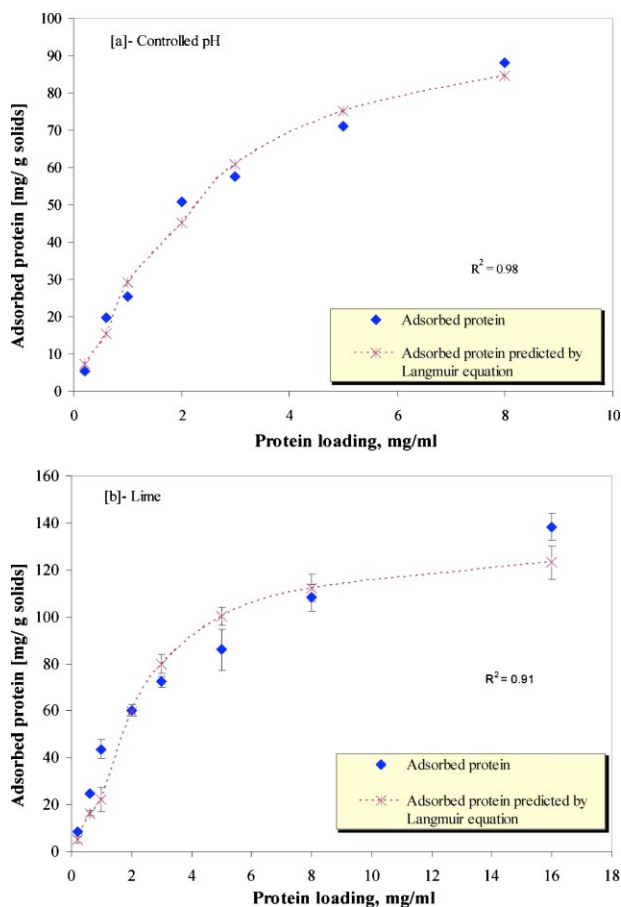 [a]- Controlled pH
100
90
80
70
60
50
40
30
20
10
0
Adsorbed protein [mg/ g solids]
R² = 0.98
Adsorbed protein
Adsorbed protein predicted by
Langmuir equation
0 2 4 6 8 10
Protein loading, mg/ml
[b]- Lime
160
140
120
100
80
60
40
20
0
Adsorbed protein [mg/ g solids]
R² = 0.91
Adsorbed protein
Adsorbed protein predicted by
Langmuir equation
0 2 4 6 8 10 12 14 16 18
Protein loading, mg/ml